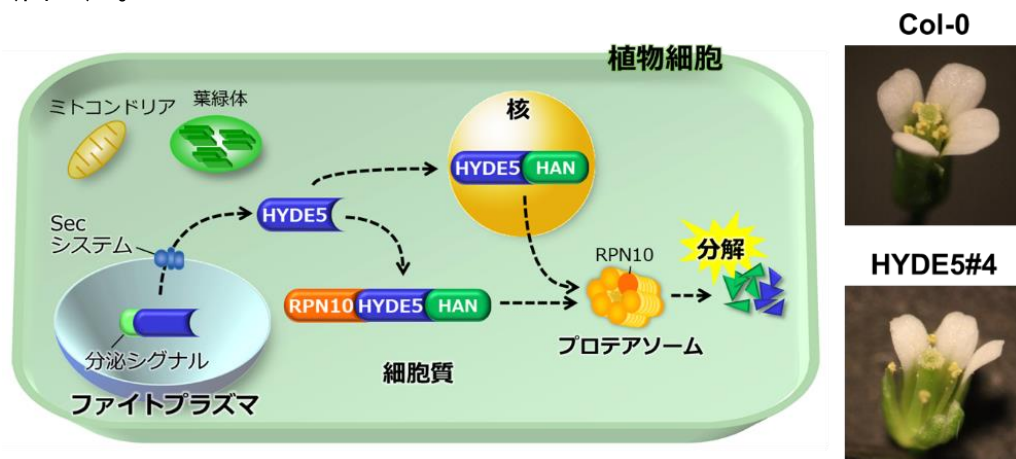 Col-0
植物細胞
ミトコンドリア
葉緑体
核
HYDE5 HAN
HYDE5
Sec
システム
RPN10
分解
HYDE5#4
RPN10 HYDE5 HAN
分泌シグナル
プロテアソーム
細胞質
ファイトプラズマ